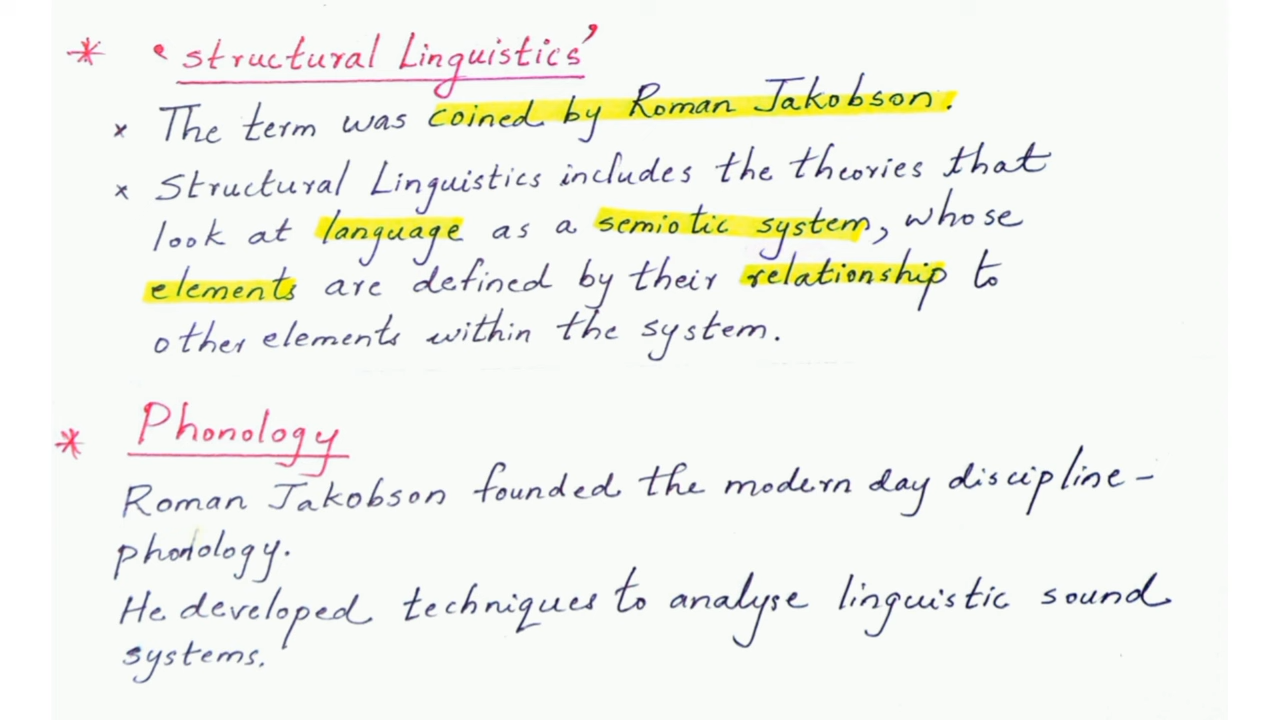 * 'Structural Linguistics'
x The term was coined by Roman Jakobson.
x Structural Linguistics includes the theories that
look at language as a semiotic system, whose
elements are defined by their relationship to
other elements within the system.
* Phonology
Roman Jakobson founded the modern day discipline -
phonology.
He developed techniques to analyse linguistic sound
systems.